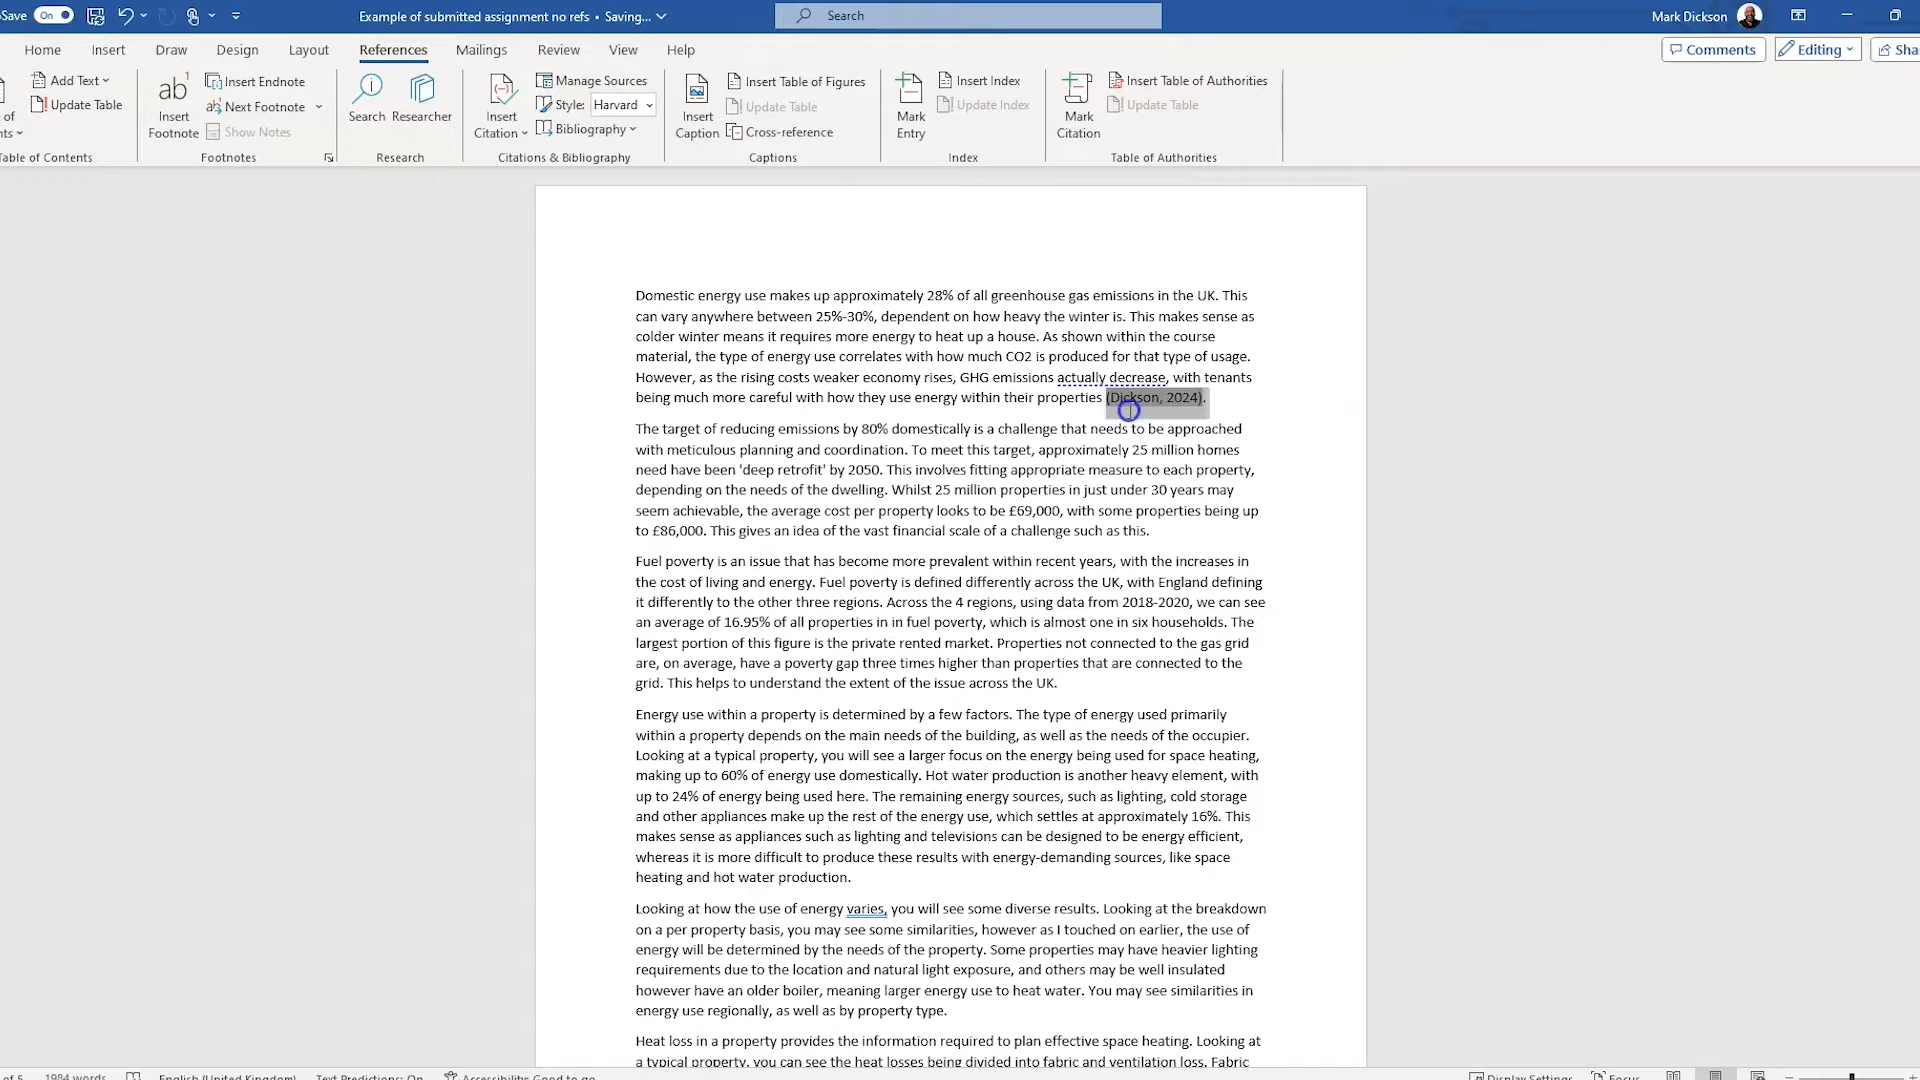 Save On Example of submitted assignment no refs • Saving... Search Mark Dickson
Home Insert Draw Design Layout References Mailings Review View Help Comments Editing
Add Text
Update Table
Table of Contents
ab
Insert Footnote
Insert Endnote
Next Footnote
Show Notes
Footnotes
Search Researcher
Research
Insert Citation
Manage Sources
Style: Harvard
Bibliography
Citations & Bibliography
Insert Caption
Insert Table of Figures
Update Table
Cross-reference
Captions
Mark Entry
Insert Index
Update Index
Index
Mark Citation
Insert Table of Authorities
Update Table
Table of Authorities
Domestic energy use makes up approximately 28% of all greenhouse gas emissions in the UK. This
can vary anywhere between 25%-30%, dependent on how heavy the winter is. This makes sense as
colder winter means it requires more energy to heat up a house. As shown within the course
material, the type of energy use correlates with how much CO2 is produced for that type of usage.
However, as the rising costs weaker economy rises, GHG emissions actually decrease, with tenants
being much more careful with how they use energy within their properties (Dickson, 2024).
The target of reducing emissions by 80% domestically is a challenge that needs to be approached
with meticulous planning and coordination. To meet this target, approximately 25 million homes
need have been 'deep retrofit' by 2050. This involves fitting appropriate measure to each property,
depending on the needs of the dwelling. Whilst 25 million properties in just under 30 years may
seem achievable, the average cost per property looks to be £69,000, with some properties being up
to £86,000. This gives an idea of the vast financial scale of a challenge such as this.
Fuel poverty is an issue that has become more prevalent within recent years, with the increases in
the cost of living and energy. Fuel poverty is defined differently across the UK, with England defining
it differently to the other three regions. Across the 4 regions, using data from 2018-2020, we can see
an average of 16.95% of all properties in in fuel poverty, which is almost one in six households. The
largest portion of this figure is the private rented market. Properties not connected to the gas grid
are, on average, have a poverty gap three times higher than properties that are connected to the
grid. This helps to understand the extent of the issue across the UK.
Energy use within a property is determined by a few factors. The type of energy used primarily
within a property depends on the main needs of the building, as well as the needs of the occupier.
Looking at a typical property, you will see a larger focus on the energy being used for space heating,
making up to 60% of energy use domestically. Hot water production is another heavy element, with
up to 24% of energy being used here. The remaining energy sources, such as lighting, cold storage
and other appliances make up the rest of the energy use, which settles at approximately 16%. This
makes sense as appliances such as lighting and televisions can be designed to be energy efficient,
whereas it is more difficult to produce these results with energy-demanding sources, like space
heating and hot water production.
Looking at how the use of energy varies, you will see some diverse results. Looking at the breakdown
on a per property basis, you may see some similarities, however as I touched on earlier, the use of
energy will be determined by the needs of the property. Some properties may have heavier lighting
requirements due to the location and natural light exposure, and others may be well insulated
however have an older boiler, meaning larger energy use to heat water. You may see similarities in
energy use regionally, as well as by property type.
Heat loss in a property provides the information required to plan effective space heating. Looking at
a typical property, you can see the heat losses being divided into fabric and ventilation loss. Fabric
of 5 1984 words English (United Kingdom) Text Predictions: On Accessibility: Good to go Display Settings Focus